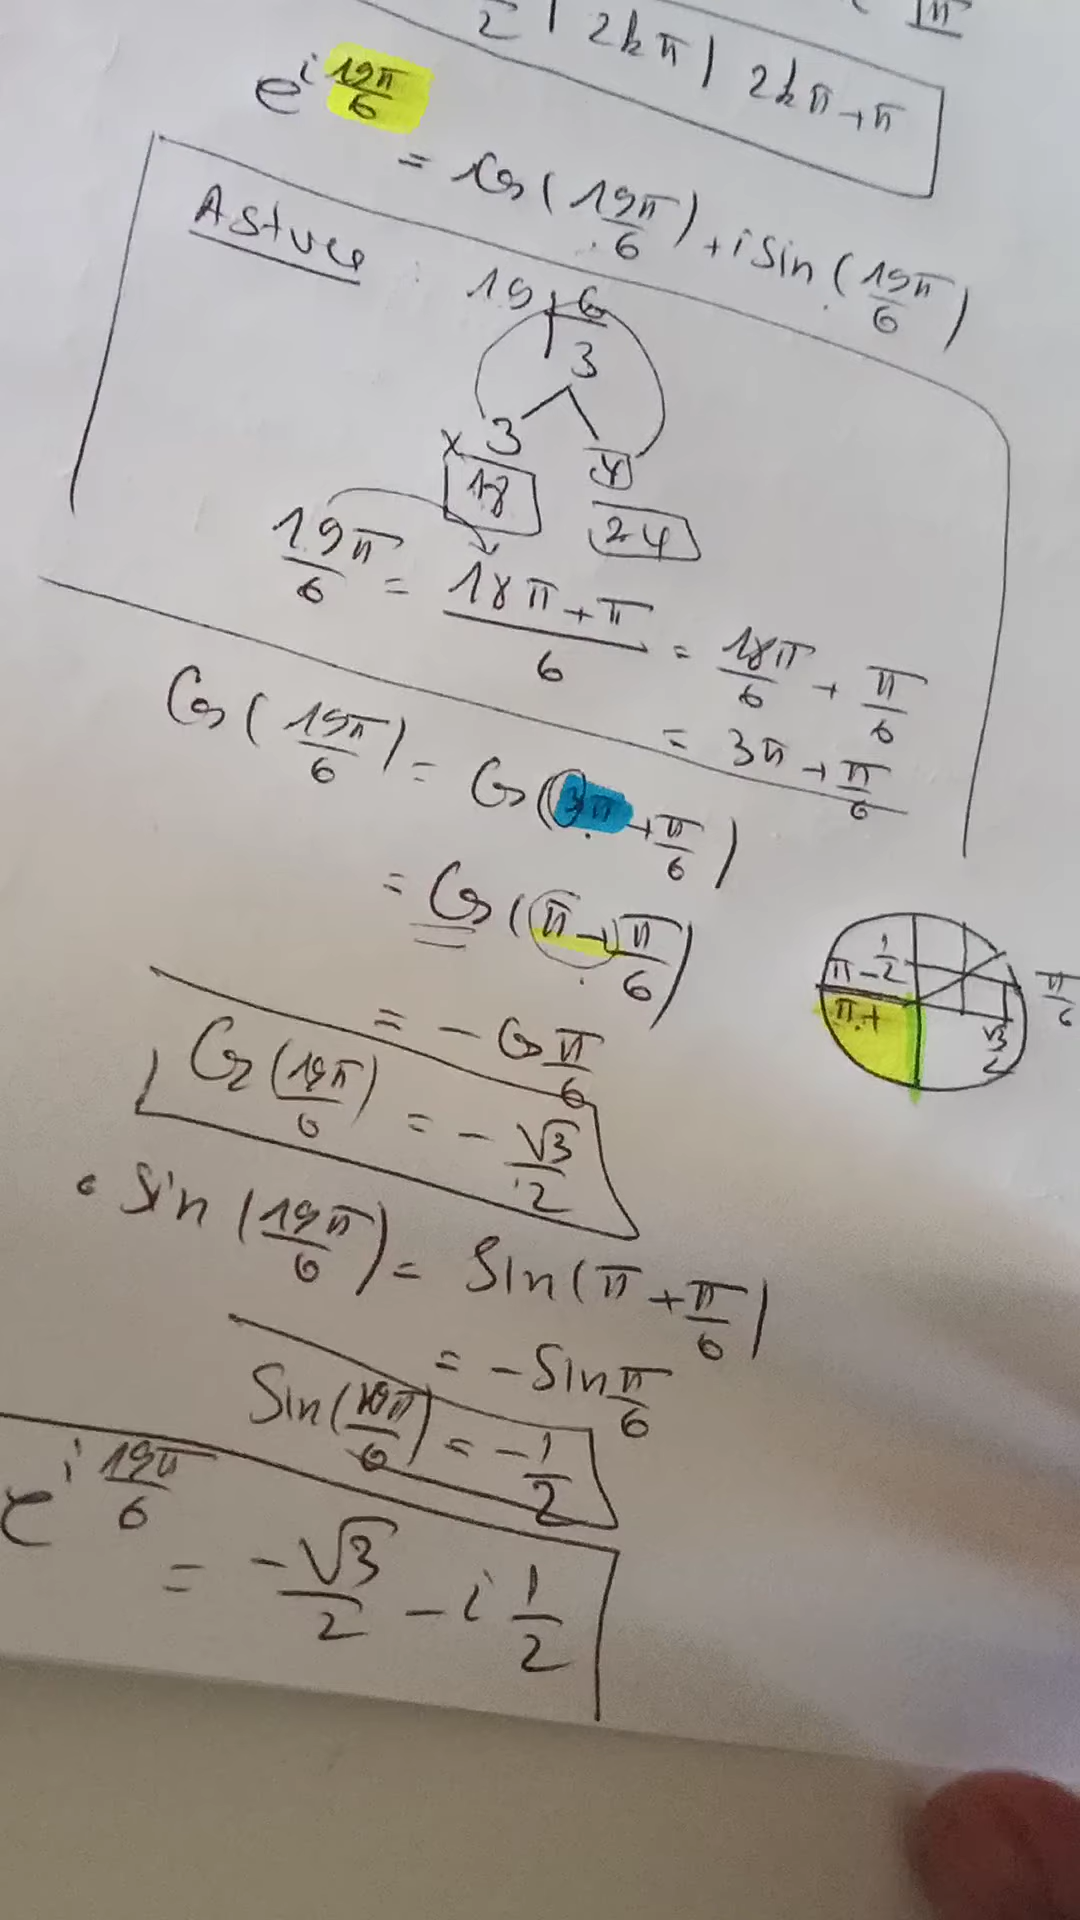 2 | 2kπ | 2kπ+π
e^{i 19π/6}
= Cos(19π/6) + i Sin(19π/6)
Astuce : 19 | 6
3
x 3 4
18 24
19π/6 = (18π+π)/6 = 18π/6 + π/6
= 3π + π/6
Cos(19π/6) = Cos(3π + π/6)
= Cos(π + π/6)
π- 1/2
π+ √3/2 π/6
= - Cos π/6
Cos(19π/6) = - √3/2
• Sin(19π/6) = Sin(π + π/6)
= - Sin π/6
Sin(19π/6) = - 1/2
e^{i 19π/6}
= -√3/2 - i 1/2